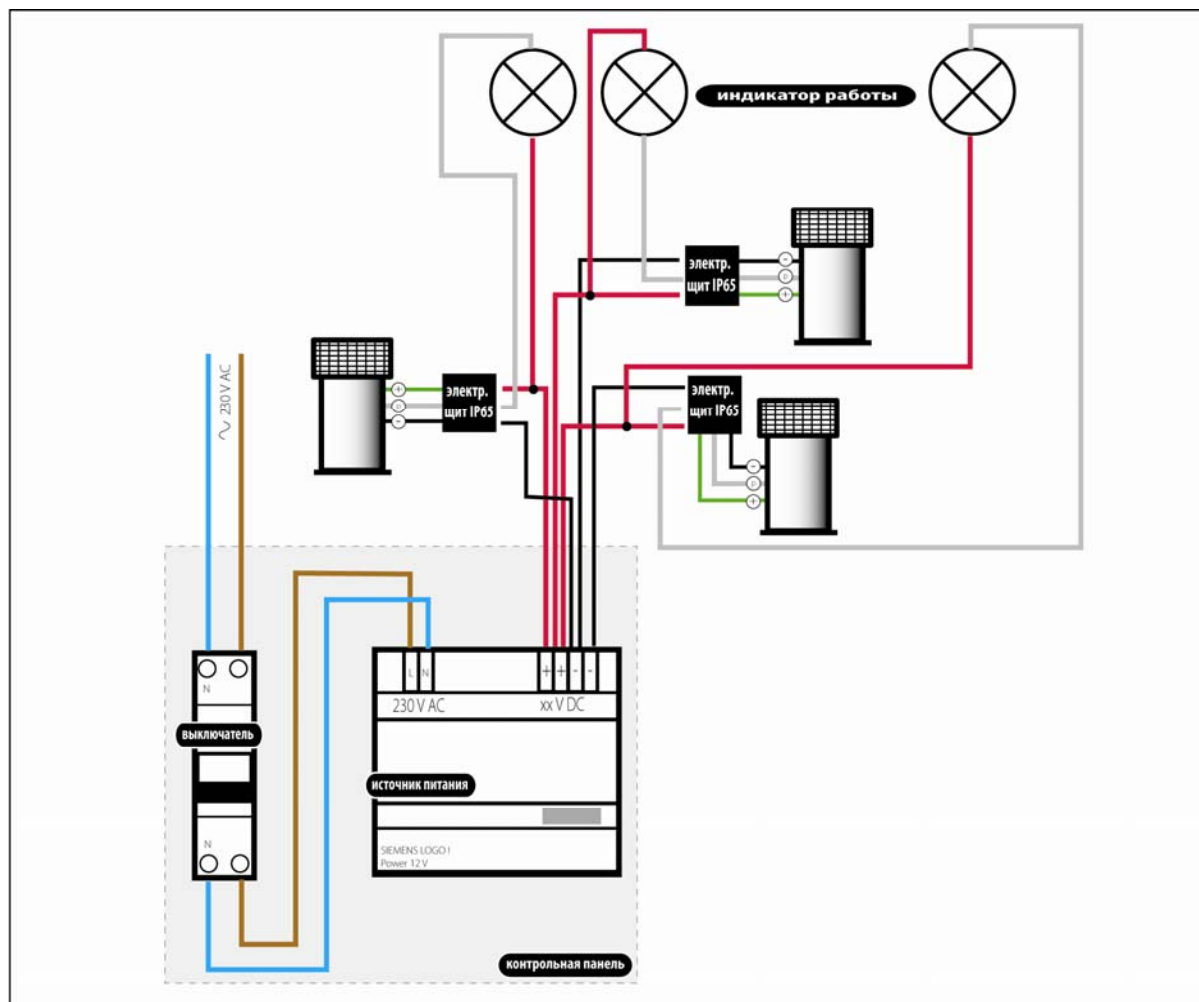 индикатор работы
электр.
щит IP65
-
D
+
~ 230 V AC
+
D
-
электр.
щит IP65
электр.
щит IP65
-
D
+
N
L
N
+
+
-
-
230 V AC
xx V DC
выключатель
источник питания
N
SIEMENS LOGO !
Power 12 V
контрольная панель